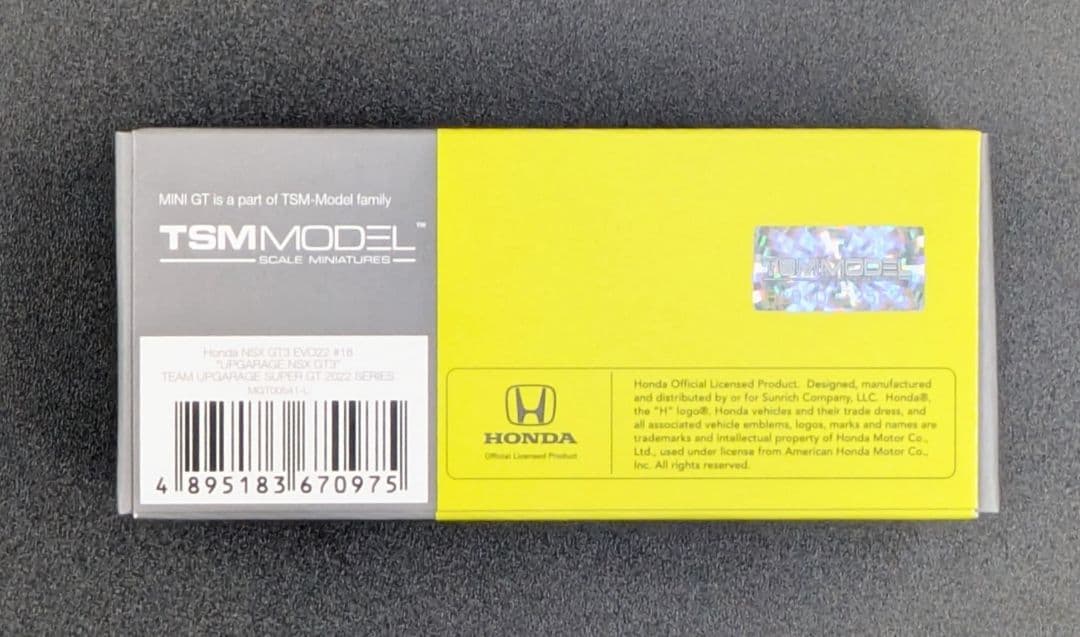 MINI GT is a part of TSM-Model family
TSMMODEL™
SCALE MINIATURES
Honda NSX GT3 EVO22 #18
"UPGARAGE NSX GT3"
TEAM UPGARAGE SUPER GT 2022 SERIES
MGT00641-L
4 895183 670975
TSMMODEL
HONDA
Official Licensed Product
Honda Official Licensed Product. Designed, manufactured
and distributed by or for Sunrich Company, LLC. Honda®,
the "H" logo®, Honda vehicles and their trade dress, and
all associated vehicle emblems, logos, marks and names are
trademarks and intellectual property of Honda Motor Co.,
Ltd., used under license from American Honda Motor Co.,
Inc. All rights reserved.